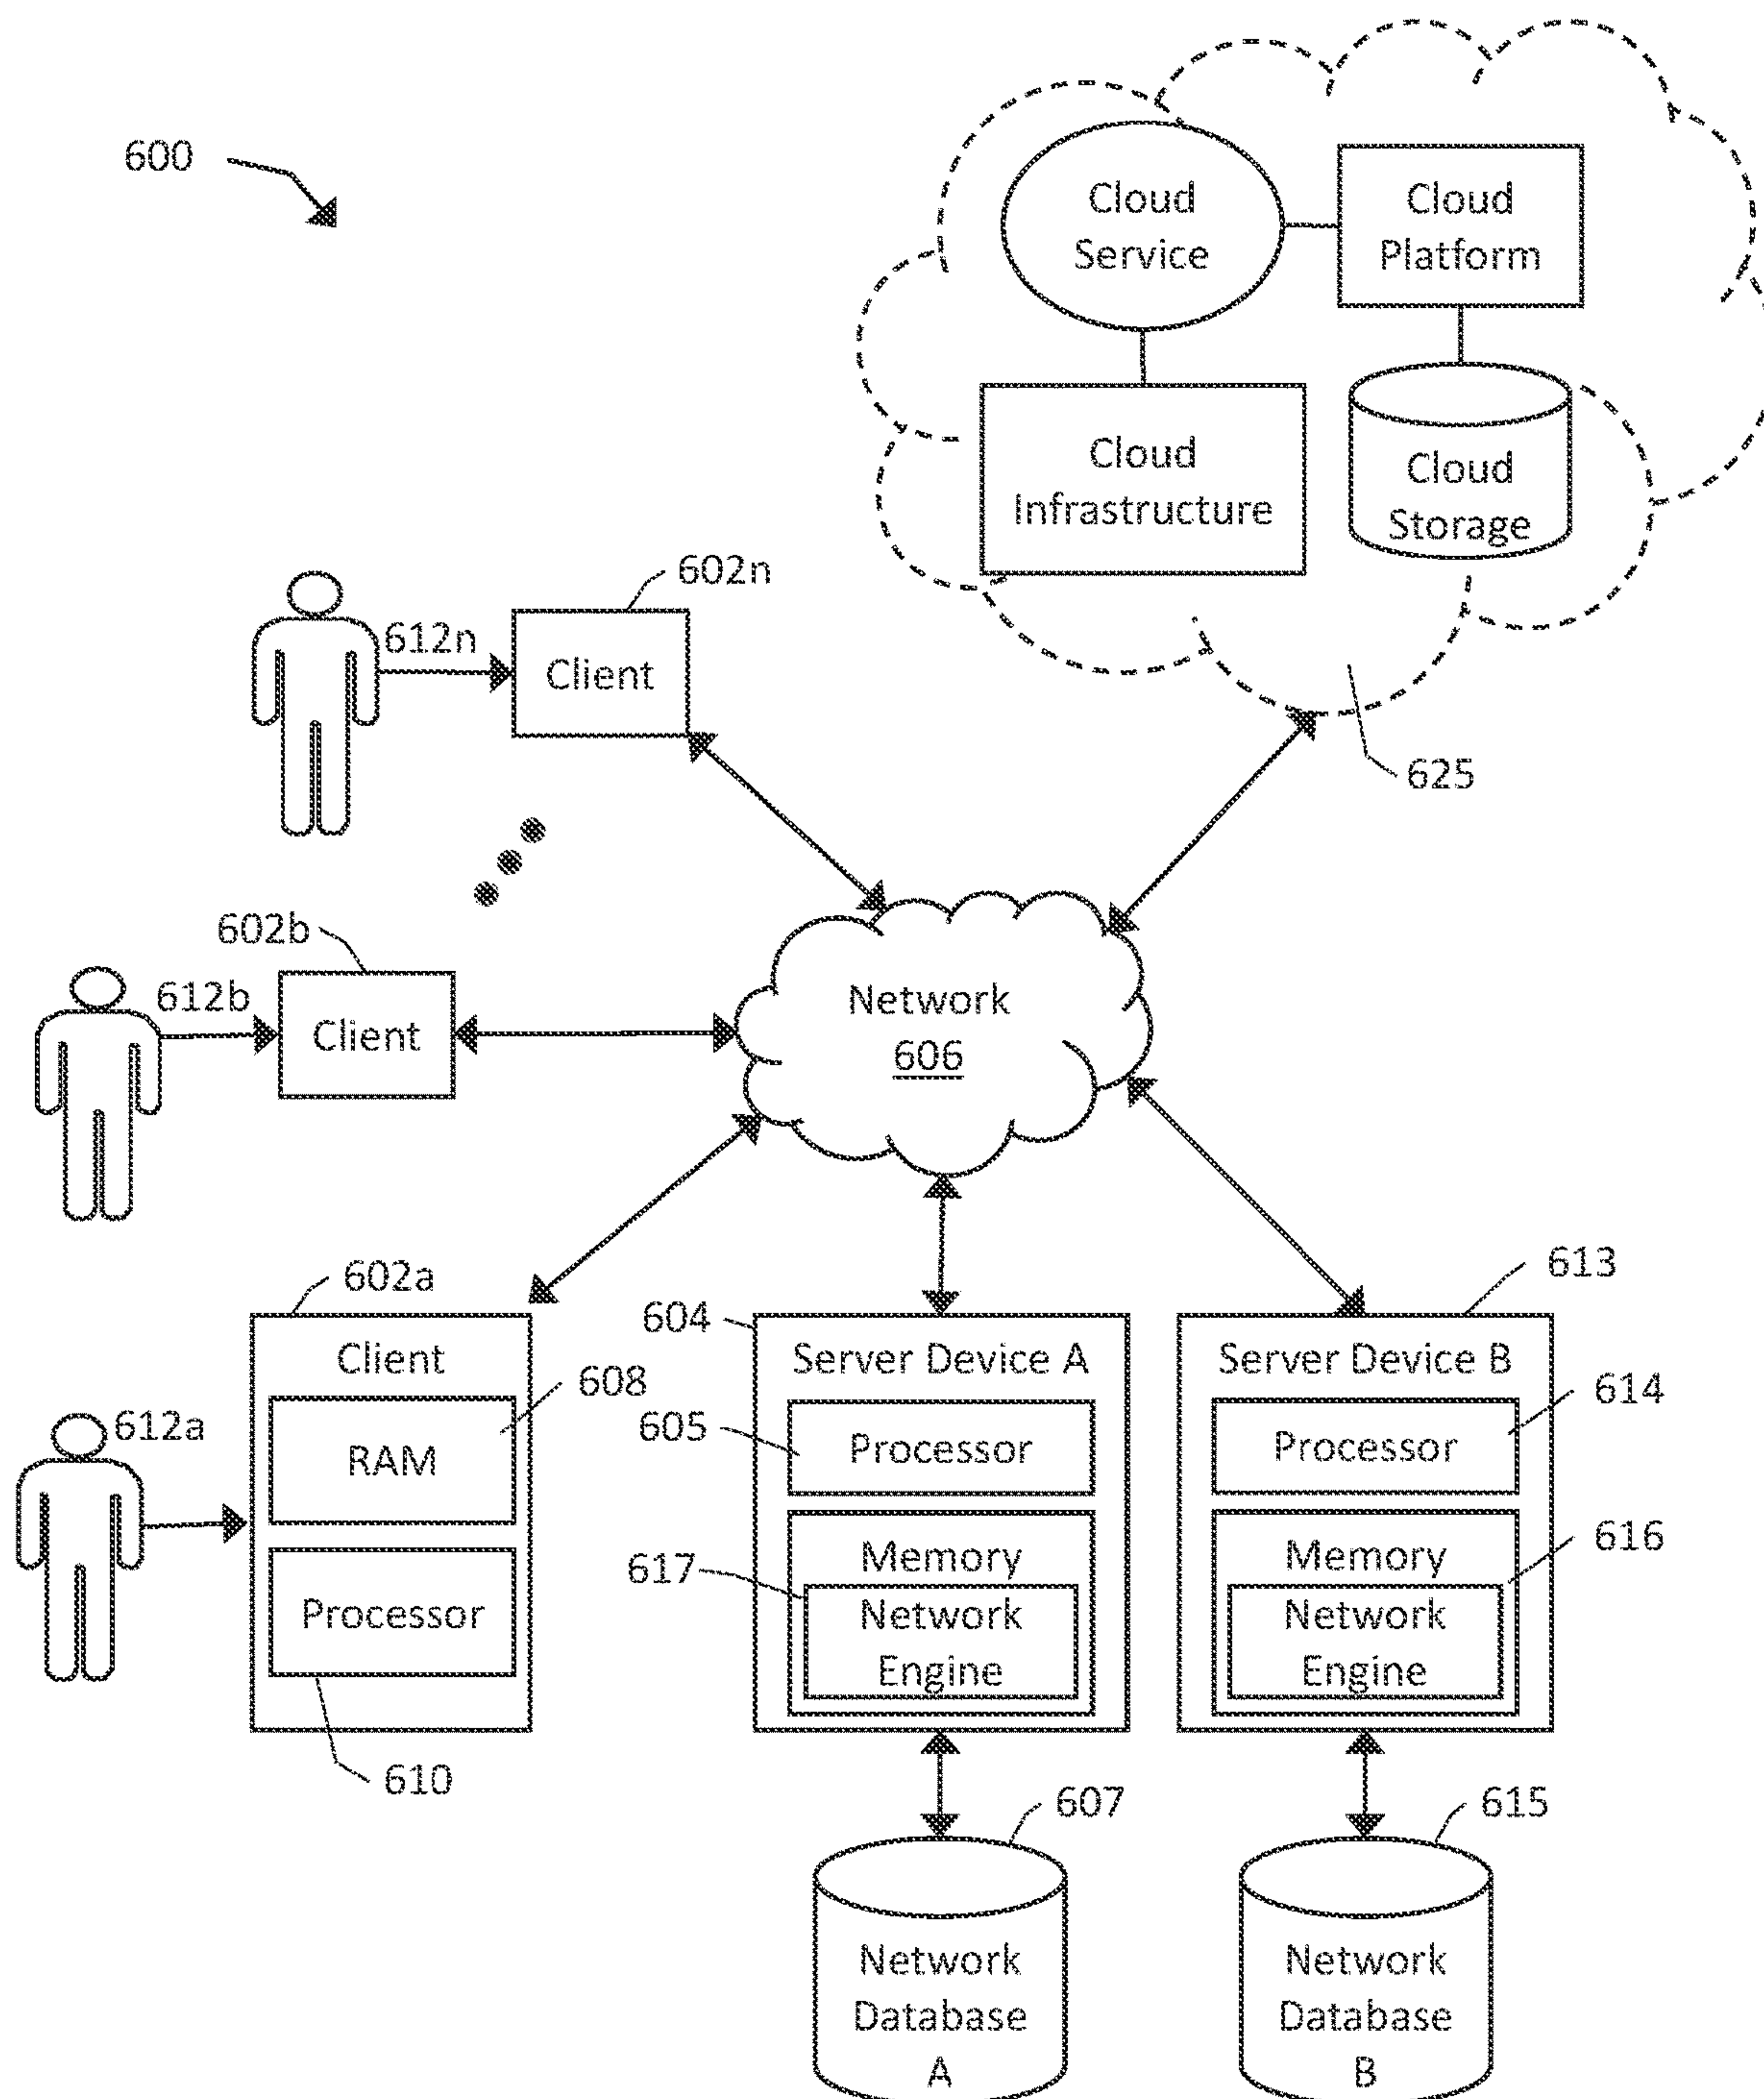 600
Cloud
Service
Cloud
Platform
Cloud
Infrastructure
Cloud
Storage
625
602n
612n
Client
602b
612b
Client
Network
606
602a
612a
Client
608
RAM
Processor
610
604
Server Device A
605
Processor
617
Memory
Network
Engine
613
Server Device B
614
Processor
616
Memory
Network
Engine
607
Network
Database
A
615
Network
Database
B